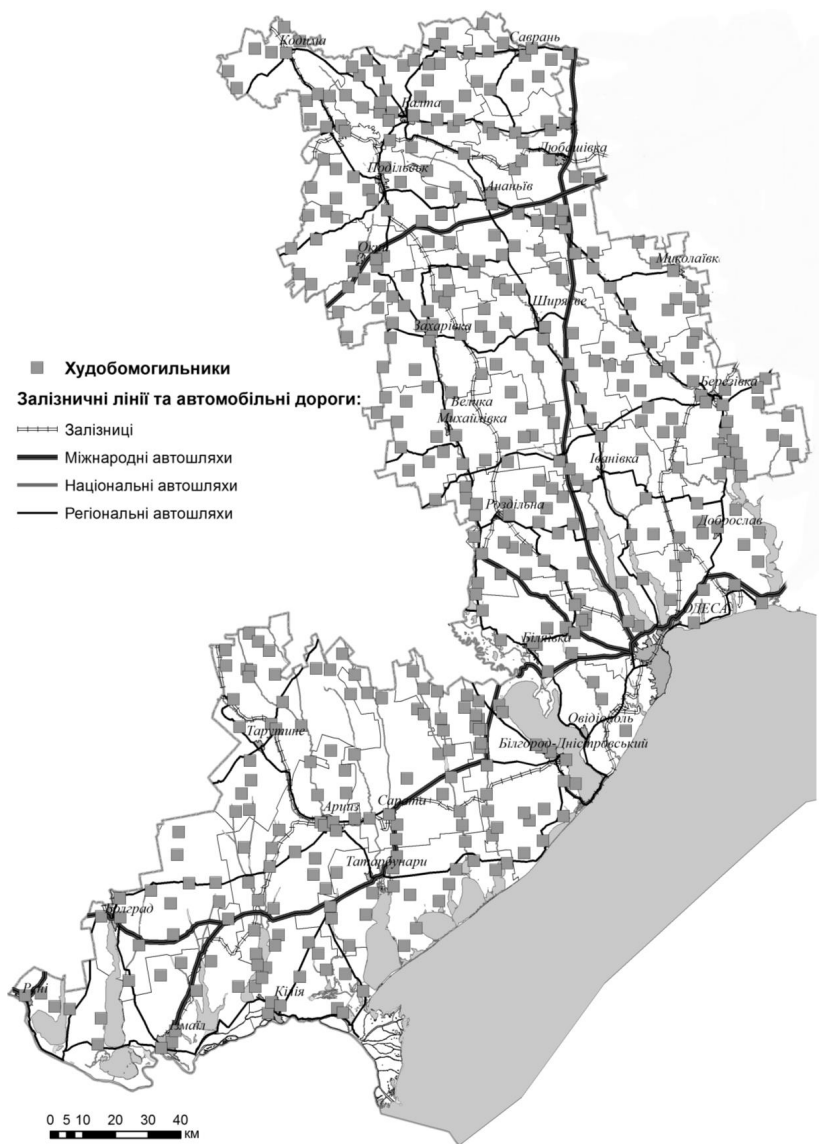 Кодима
Саврань
Балта
Любашівка
Подільськ
Ананьїв
Окни
Миколаївка
Ширяєве
Захарівка
Худобомогильники
Березівка
Залізничні лінії та автомобільні дороги:
Велика
Михайлівка
Залізниці
Міжнародні автошляхи
Іванівка
Національні автошляхи
Роздільна
Регіональні автошляхи
Доброслав
ОДЕСА
Біляївка
Овідіополь
Тарутине
Білгород-Дністровський
Арциз
Сарата
Татарбунари
Болград
Рені
Кілія
Ізмаїл
0 5 10 20 30 40
км